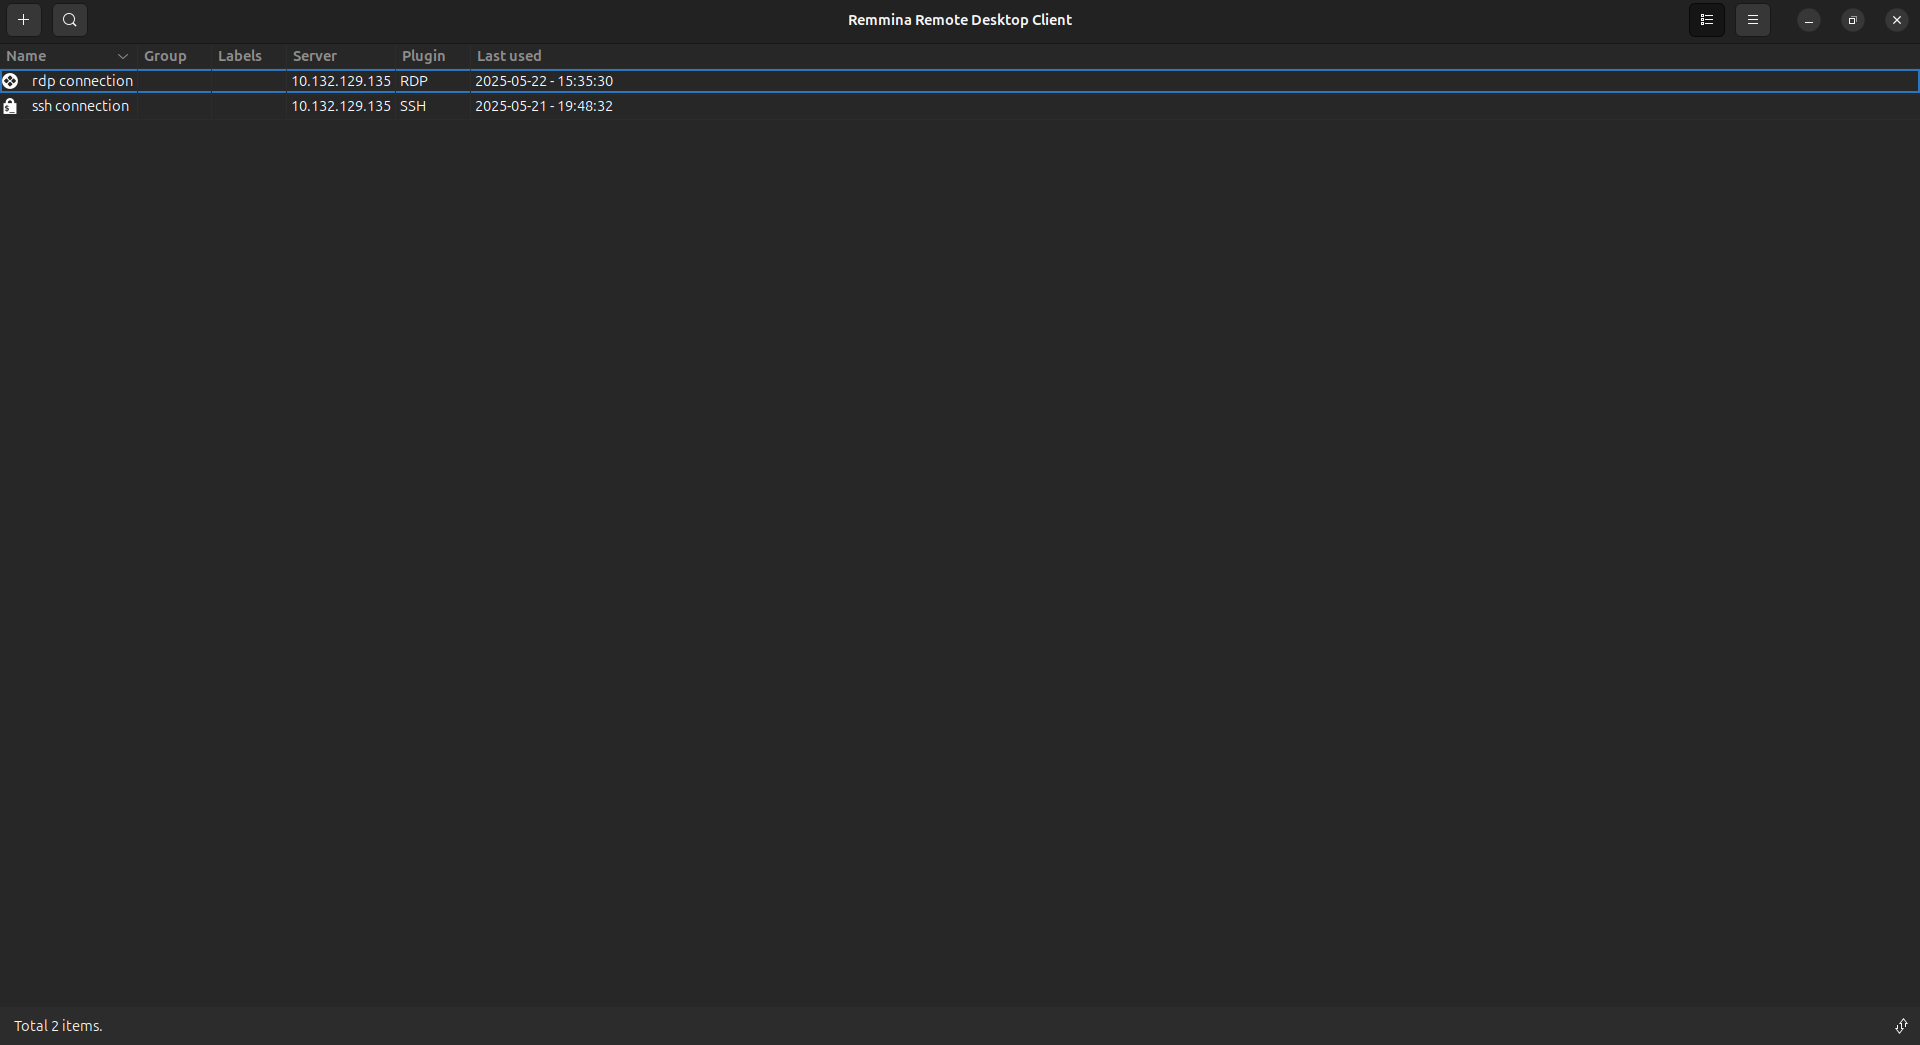 Remmina Remote Desktop Client
Name Group Labels Server Plugin Last used
rdp connection 10.132.129.135 RDP 2025-05-22 - 15:35:30
ssh connection 10.132.129.135 SSH 2025-05-21 - 19:48:32
Total 2 items.